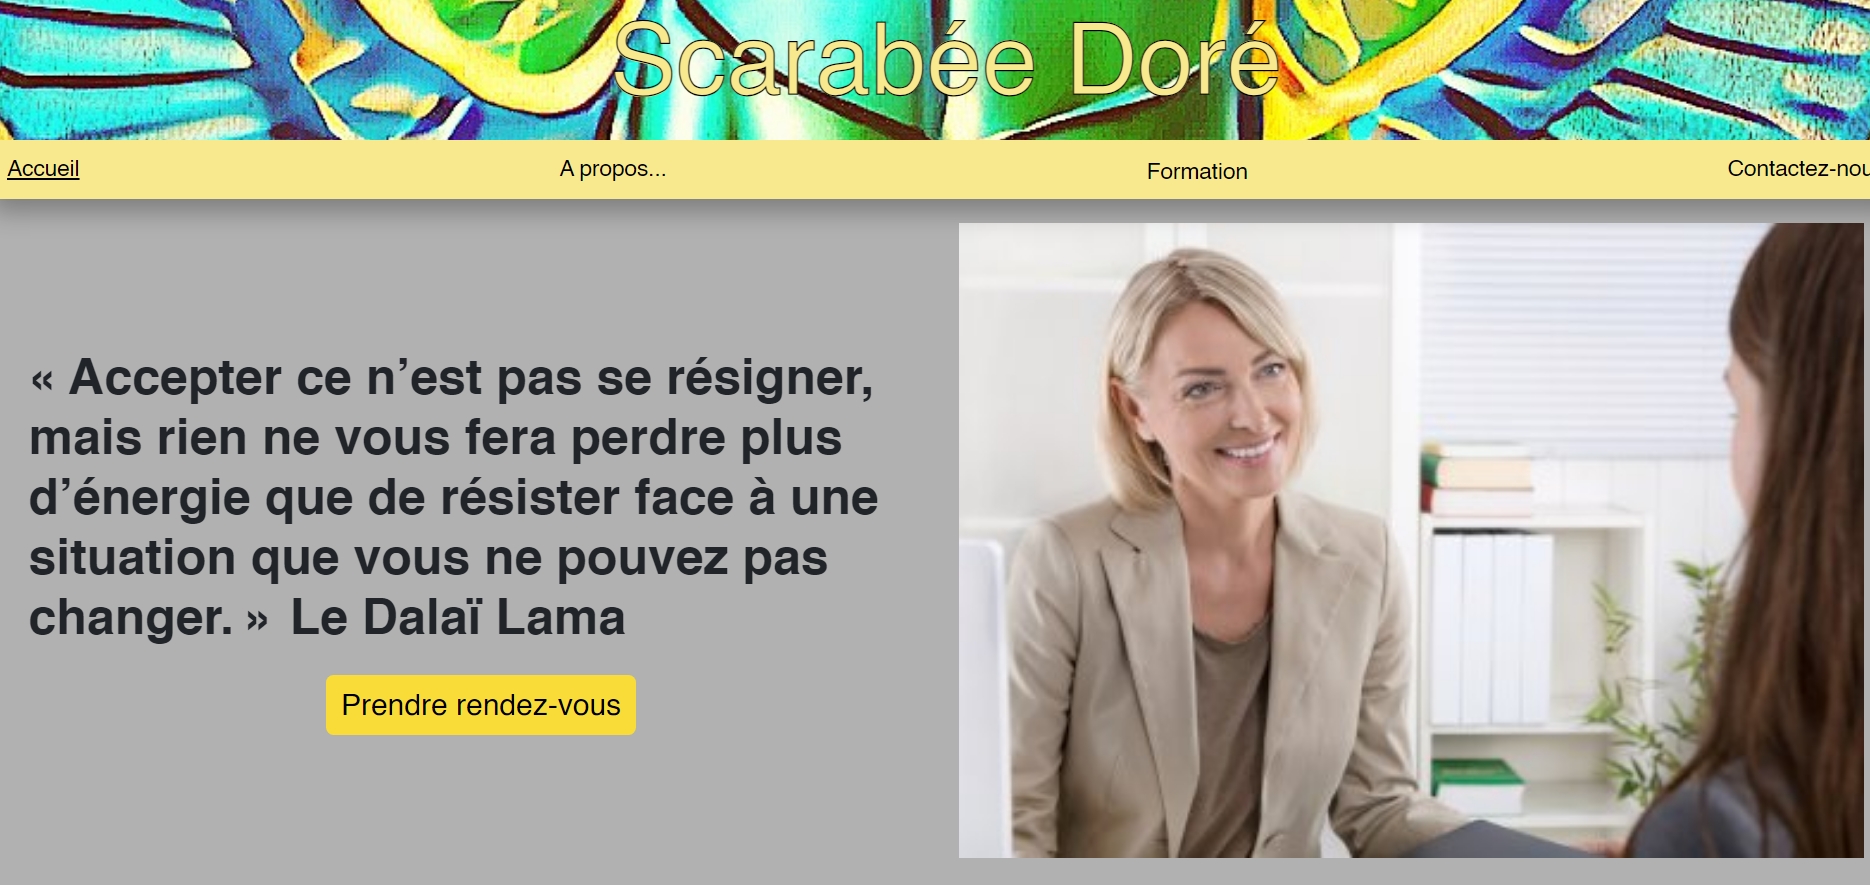 Scarabée Doré
Accueil
A propos...
Formation
Contactez-nou
« Accepter ce n’est pas se résigner,
mais rien ne vous fera perdre plus
d’énergie que de résister face à une
situation que vous ne pouvez pas
changer. » Le Dalaï Lama
Prendre rendez-vous